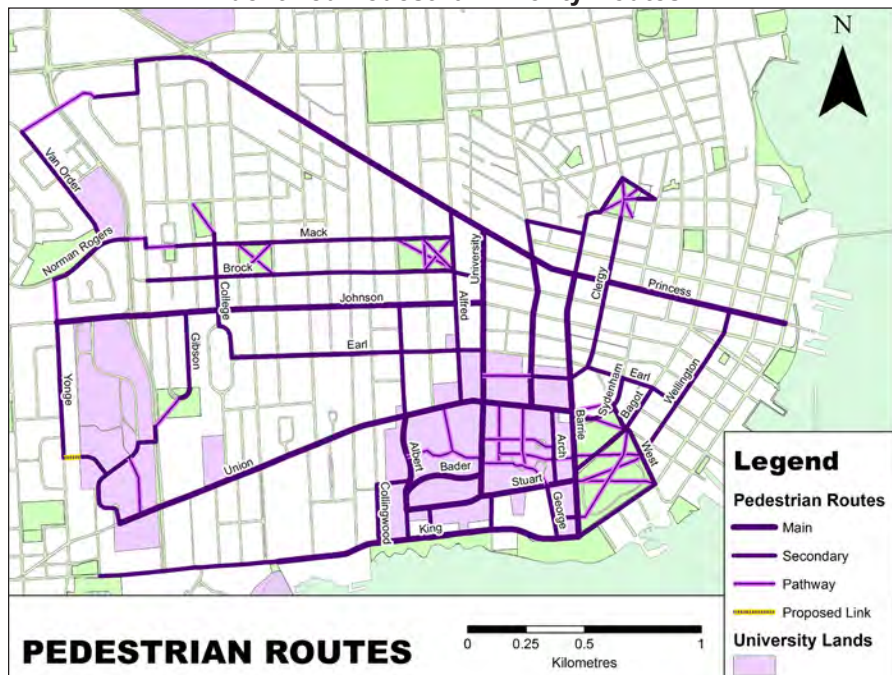 N
Van Order
Norman Rogers
Mack
Brock
University
Johnson
College
Alfred
Clergy
Princess
Gibson
Earl
Yonge
Earl
Sydenham
Bagot
Wellington
Barrie
West
Union
Albert
Bader
Arch
Stuart
Collingwood
George
King
Legend
Pedestrian Routes
Main
Secondary
Pathway
Proposed Link
University Lands
PEDESTRIAN ROUTES
0 0.25 0.5 1
Kilometres